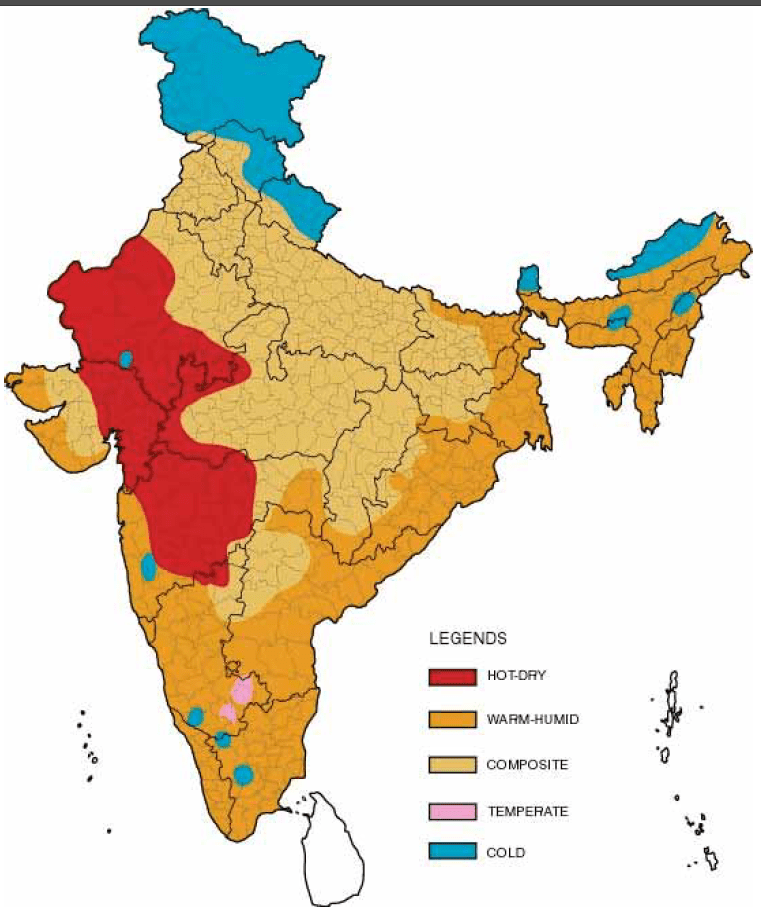 LEGENDS
HOT-DRY
WARM-HUMID
COMPOSITE
TEMPERATE
COLD